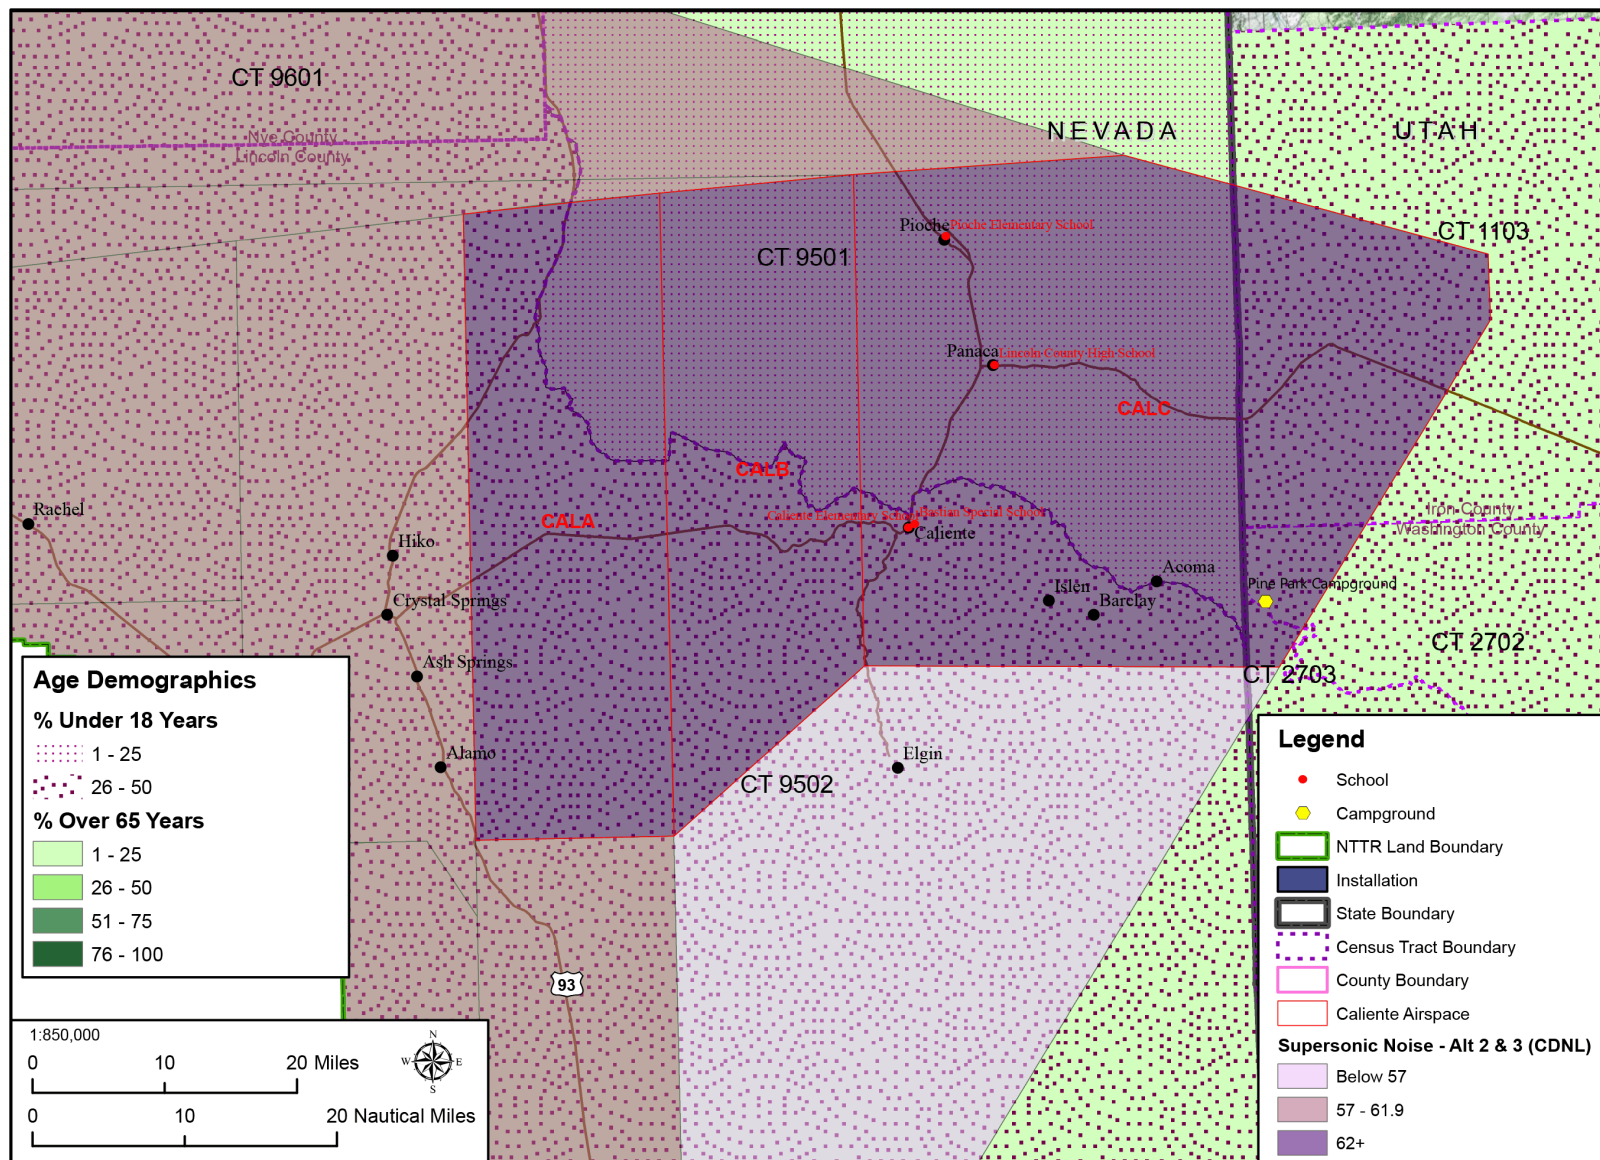 CT 9601
Nye County
Lincoln County
NEVADA
UTAH
CT 1103
Pioche
Pioche Elementary School
CT 9501
Panaca
Lincoln County High School
CALC
CALB
CALA
Rachel
Hiko
Caliente Elementary School
Bastian Special School
Caliente
Iron County
Washington County
Acoma
Pine Park Campground
Islen
Barclay
Crystal Springs
Ash Springs
CT 2702
CT 2703
Alamo
Elgin
CT 9502
93
Age Demographics
% Under 18 Years
1 - 25
26 - 50
% Over 65 Years
1 - 25
26 - 50
51 - 75
76 - 100
1:850,000
0 10 20 Miles
0 10 20 Nautical Miles
N
W E
S
Legend
School
Campground
NTTR Land Boundary
Installation
State Boundary
Census Tract Boundary
County Boundary
Caliente Airspace
Supersonic Noise - Alt 2 & 3 (CDNL)
Below 57
57 - 61.9
62+